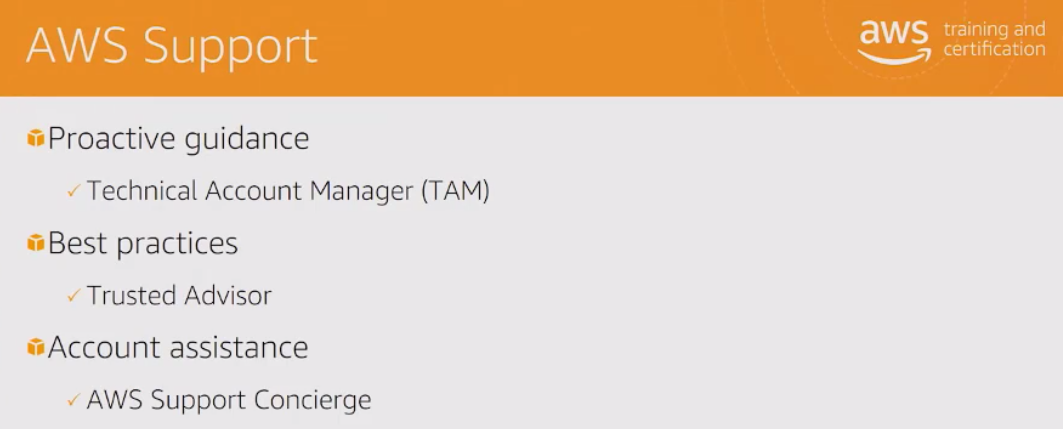 AWS Support
aws training and
certification
Proactive guidance
Technical Account Manager (TAM)
Best practices
Trusted Advisor
Account assistance
AWS Support Concierge